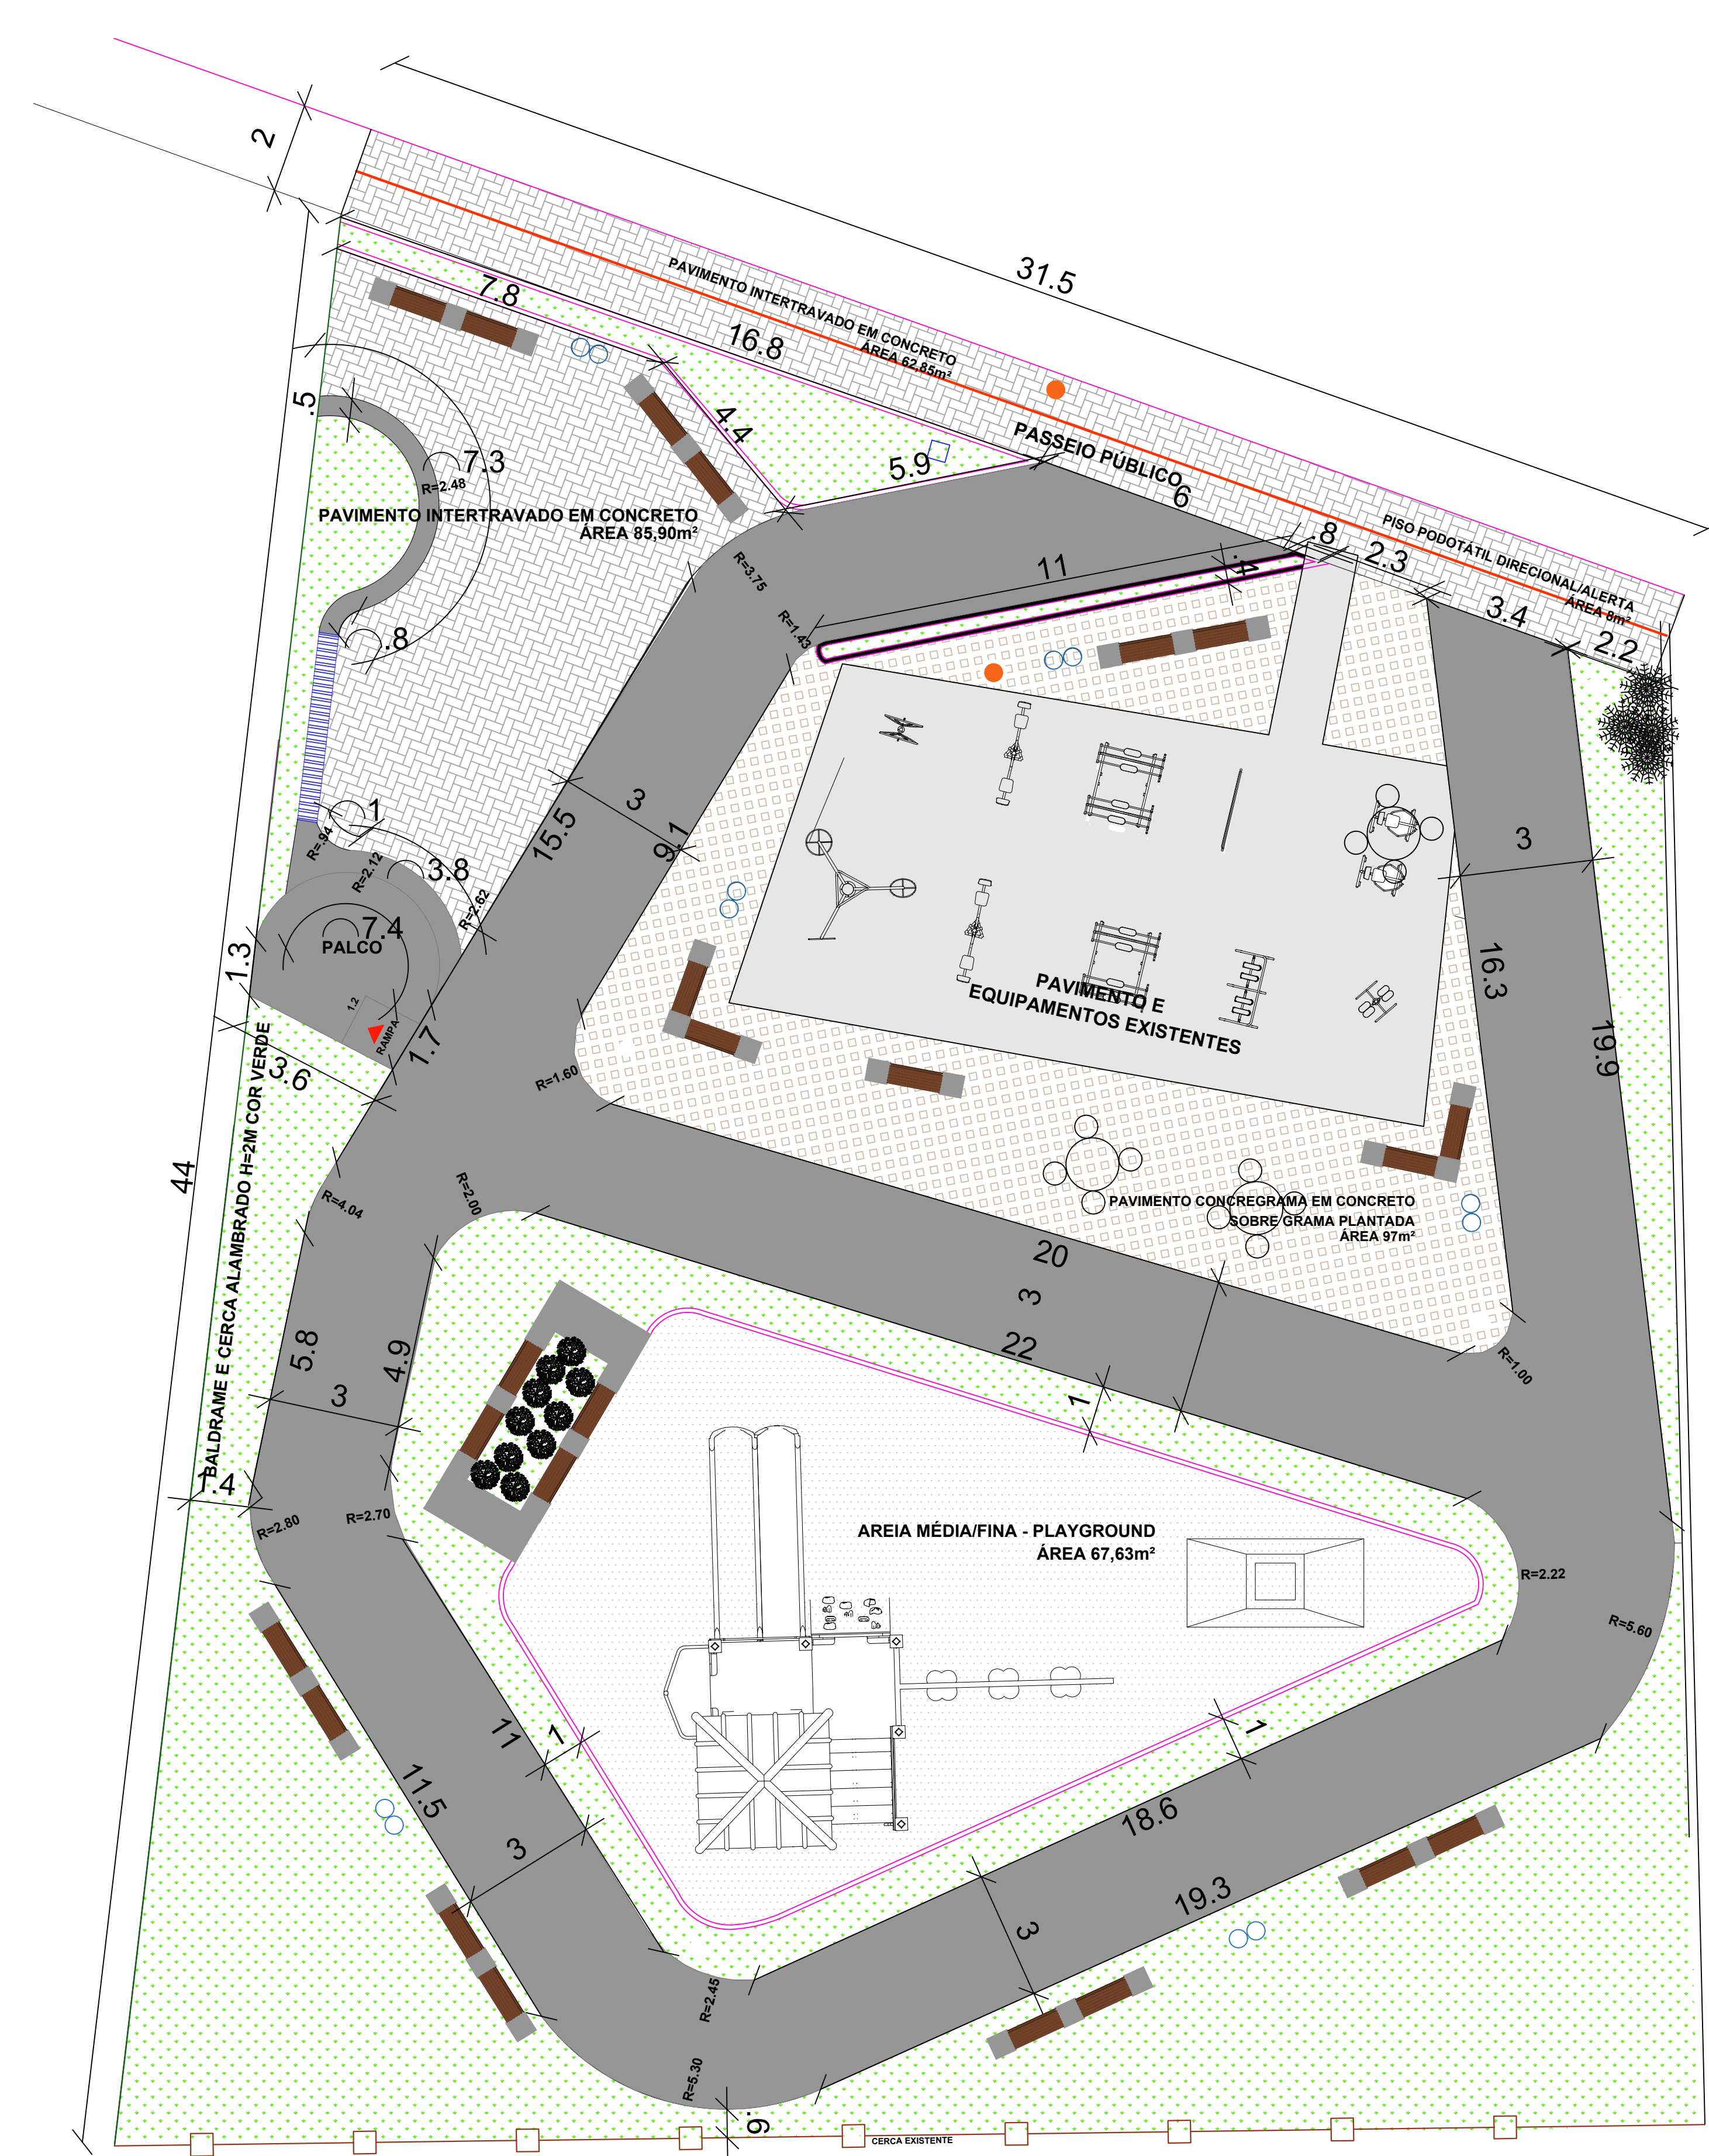 2
31.5
7.8
PAVIMENTO INTERTRAVADO EM CONCRETO
ÁREA 62,85m²
16.8
.5
4.4
PASSEIO PÚBLICO
5.9
6
7.3
R=2.48
PAVIMENTO INTERTRAVADO EM CONCRETO
ÁREA 85,90m²
PISO PODOTÁTIL DIRECIONAL/ALERTA
ÁREA 8m²
.8
2.3
3.4
2.2
R=3.75
11
.4
R=1.43
.8
1
R=.94
R=2.12
3.8
R=2.62
15.5
3
9.1
3
7.4
PALCO
1.3
1.2
RAMPA
1.7
3.6
16.3
19.9
PAVIMENTO E
EQUIPAMENTOS EXISTENTES
R=1.60
44
BALDRAME E CERCA ALAMBRADO H=2M COR VERDE
R=4.04
R=2.00
PAVIMENTO CONCREGRAMA EM CONCRETO
SOBRE GRAMA PLANTADA
ÁREA 97m²
20
3
22
1
R=1.00
5.8
4.9
3
1.4
R=2.80
R=2.70
AREIA MÉDIA/FINA - PLAYGROUND
ÁREA 67,63m²
R=2.22
R=5.60
11
1
1
11.5
3
18.6
19.3
3
R=2.45
R=5.30
.6
CERCA EXISTENTE